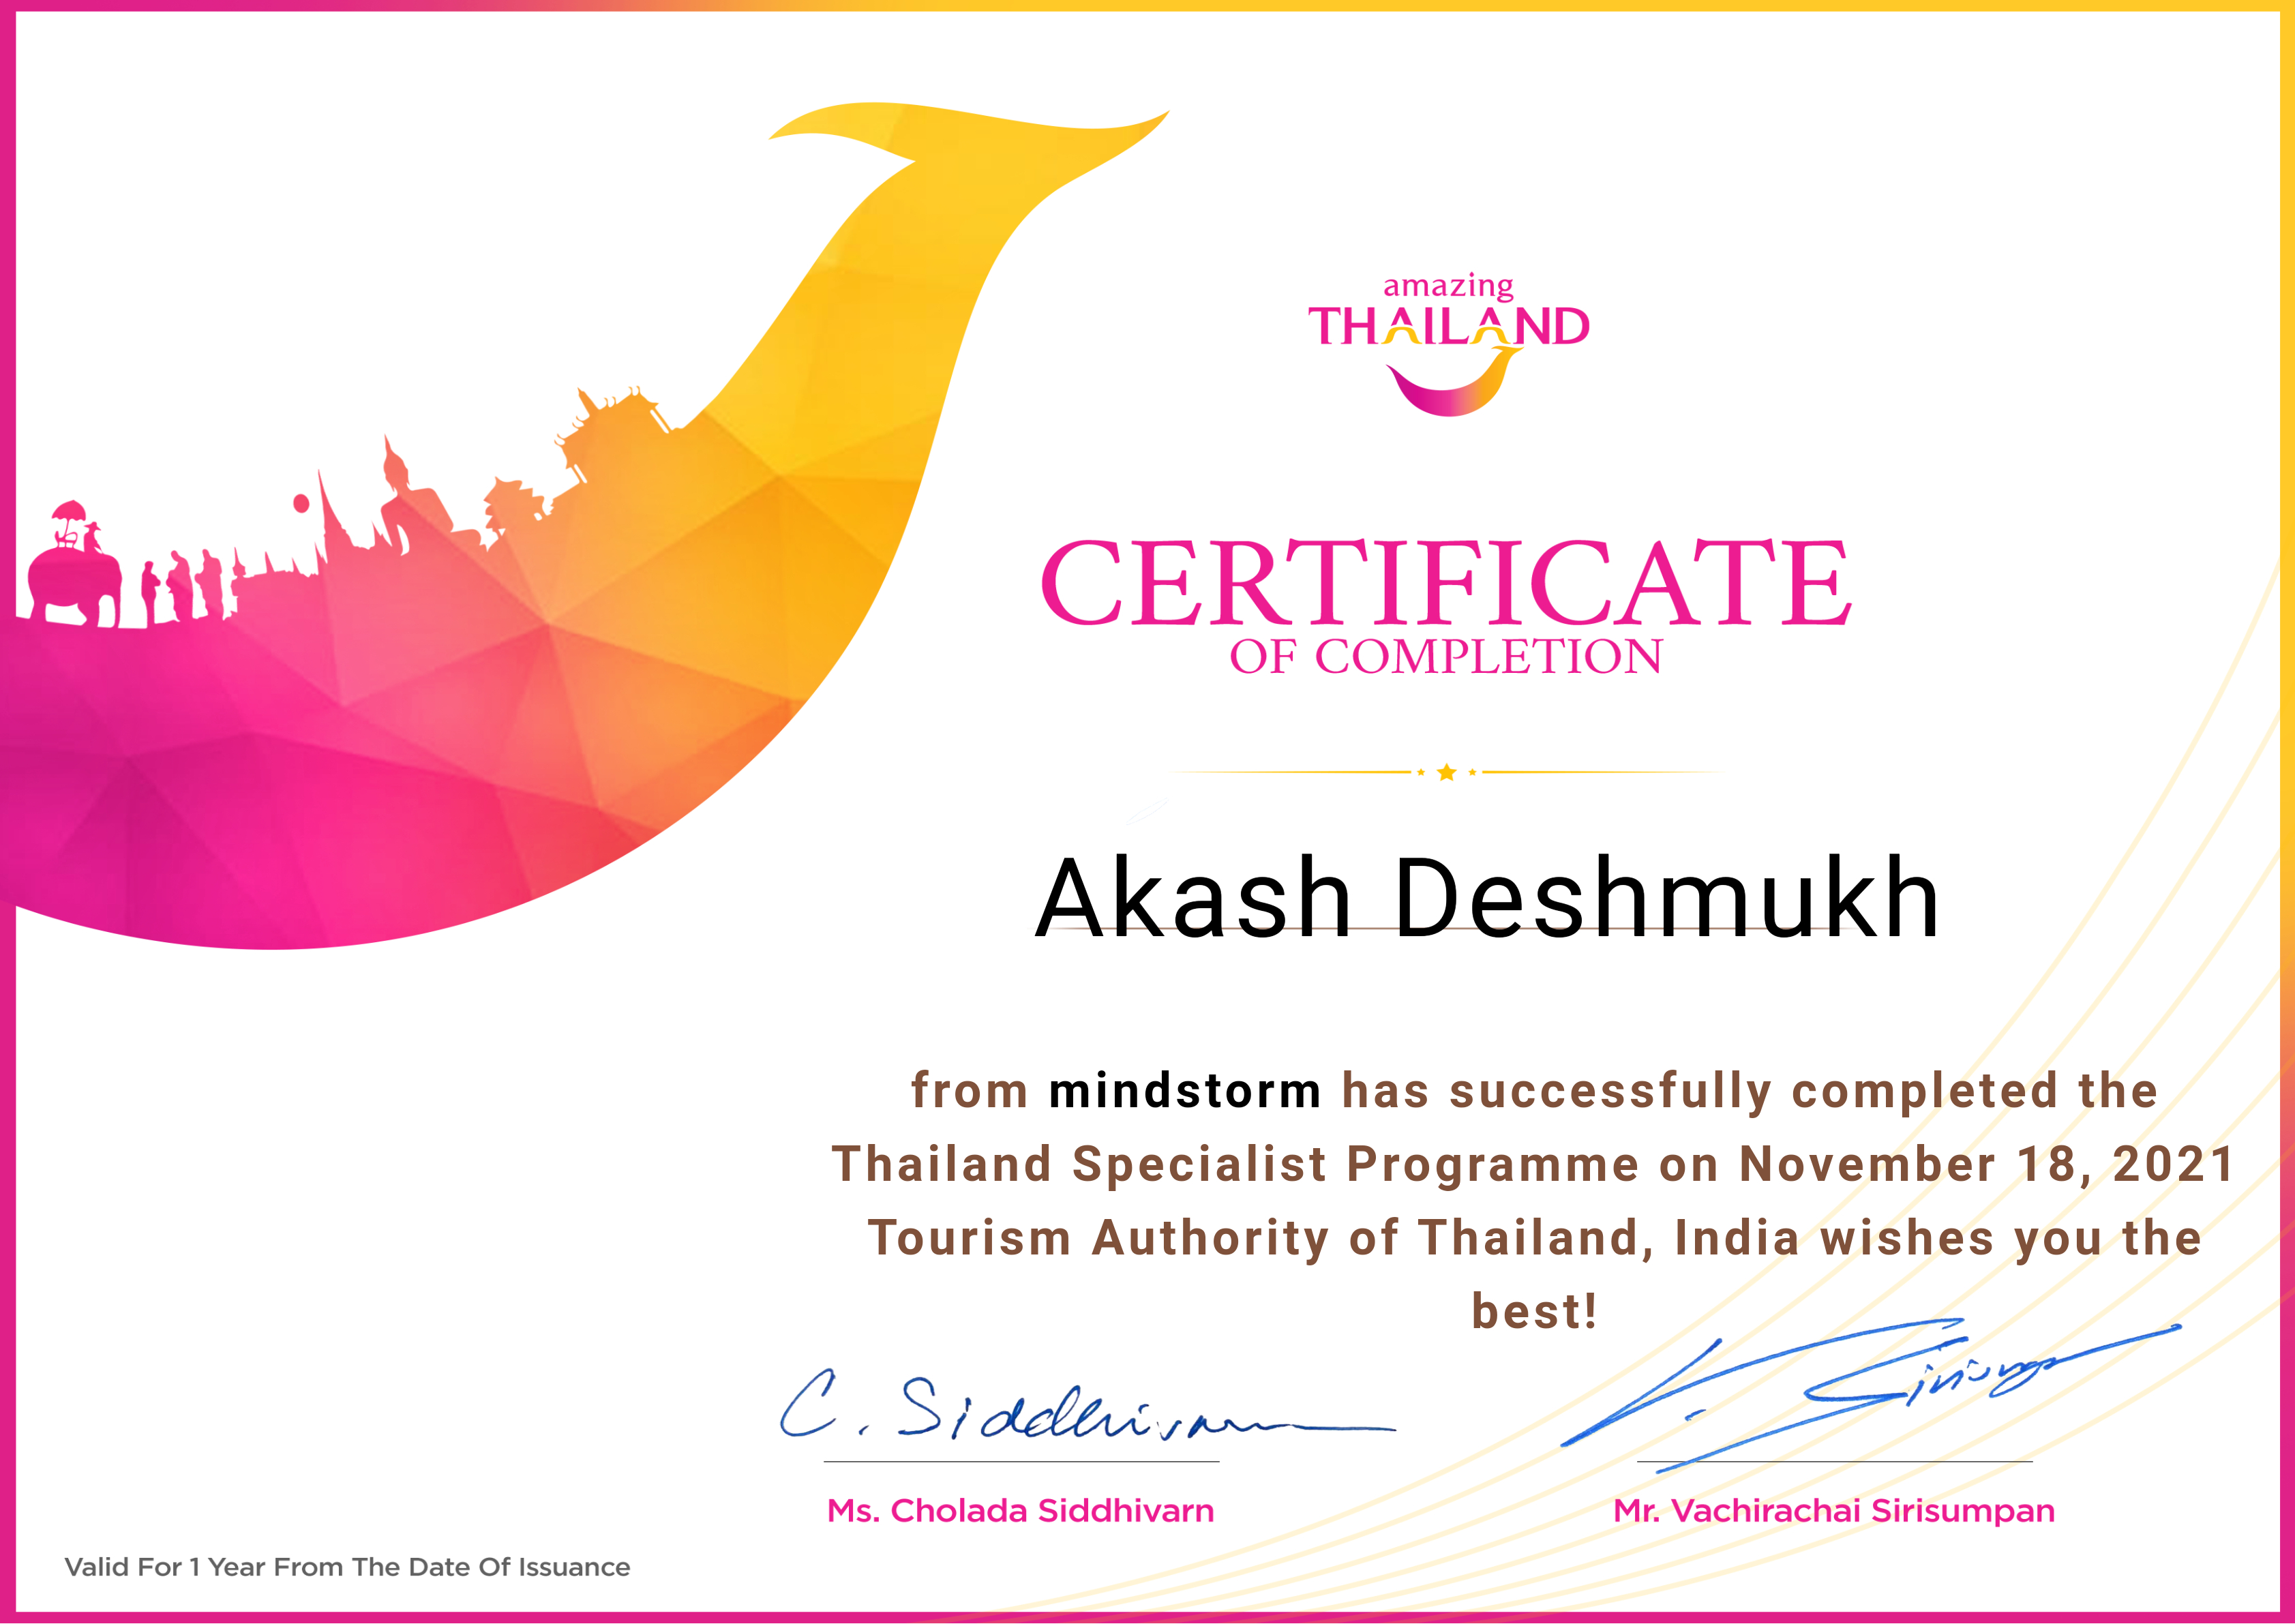 amazing
THAILAND
CERTIFICATE
OF COMPLETION
Akash Deshmukh
from mindstorm has successfully completed the
Thailand Specialist Programme on November 18, 2021
Tourism Authority of Thailand, India wishes you the
best!
C. Siddhivarn
Ms. Cholada Siddhivarn
Mr. Vachirachai Sirisumpan
Valid For 1 Year From The Date Of Issuance